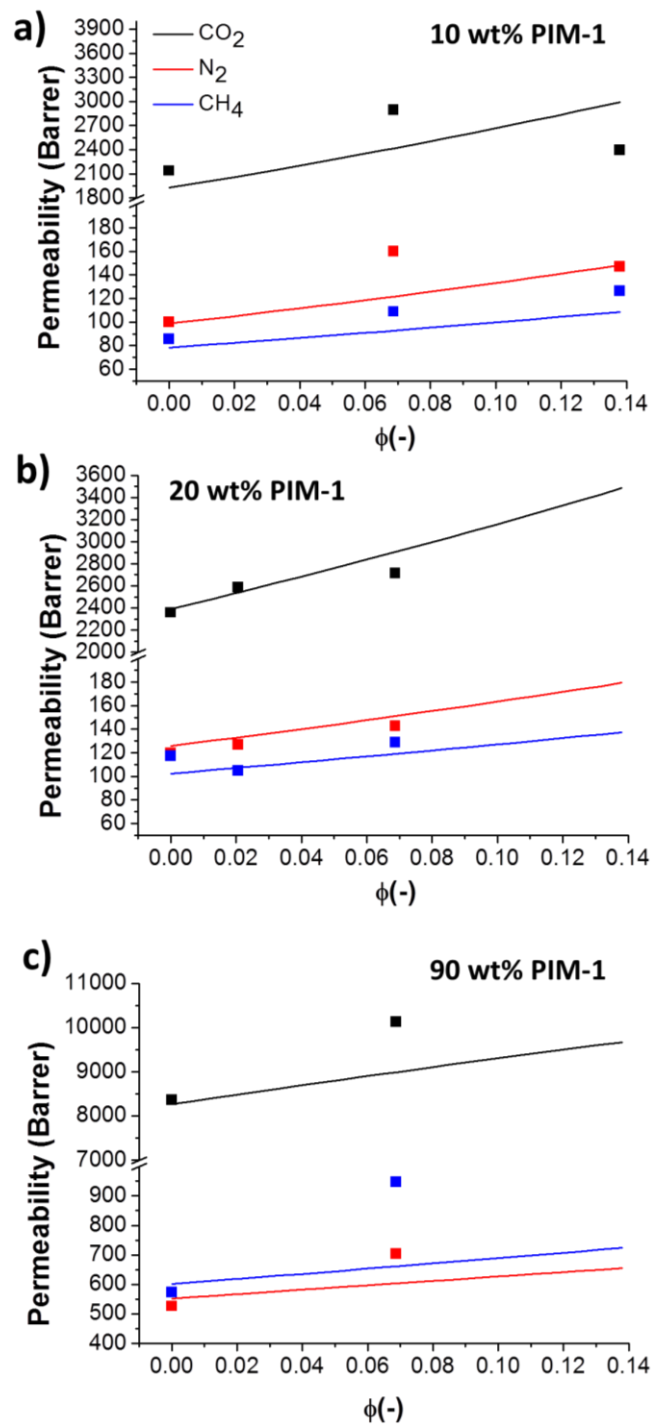 a)
10 wt% PIM-1
CO2
N2
CH4
Permeability (Barrer)
3900
3600
3300
3000
2700
2400
2100
1800
180
160
140
120
100
80
60
0.00 0.02 0.04 0.06 0.08 0.10 0.12 0.14
ϕ(-)
b)
20 wt% PIM-1
Permeability (Barrer)
3600
3400
3200
3000
2800
2600
2400
2200
2000
180
160
140
120
100
80
60
0.00 0.02 0.04 0.06 0.08 0.10 0.12 0.14
ϕ(-)
c)
90 wt% PIM-1
Permeability (Barrer)
11000
10000
9000
8000
7000
900
800
700
600
500
400
0.00 0.02 0.04 0.06 0.08 0.10 0.12 0.14
ϕ(-)